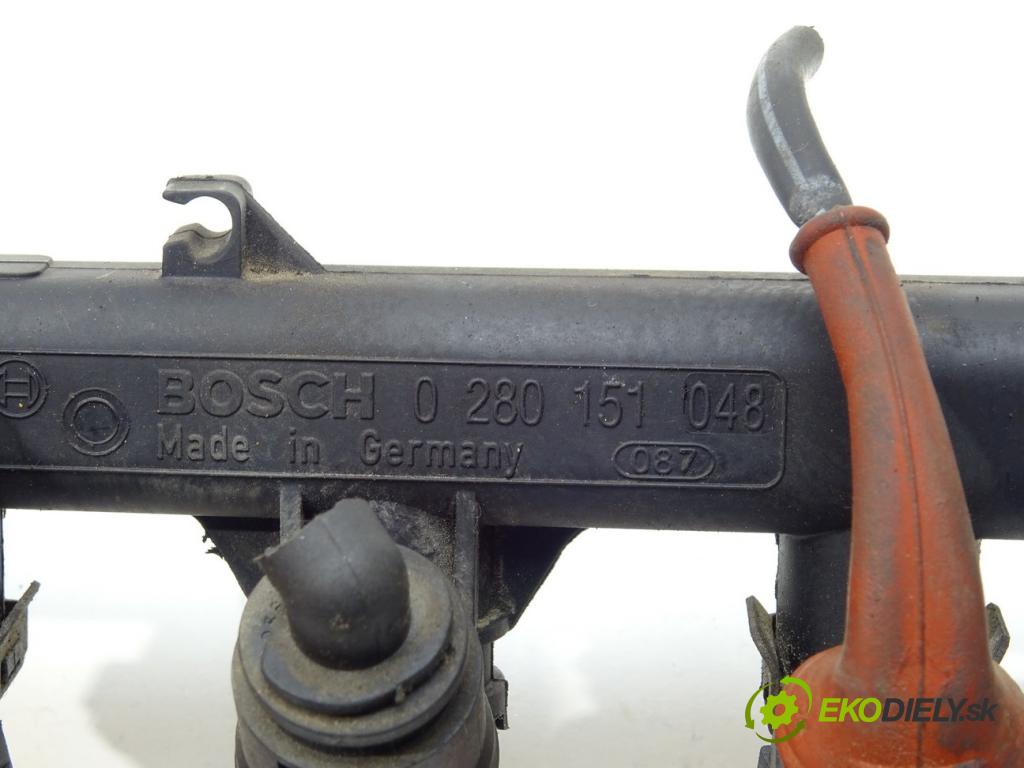 BOSCH 0 280 151 048
Made in Germany 087
EKODIELY.sk